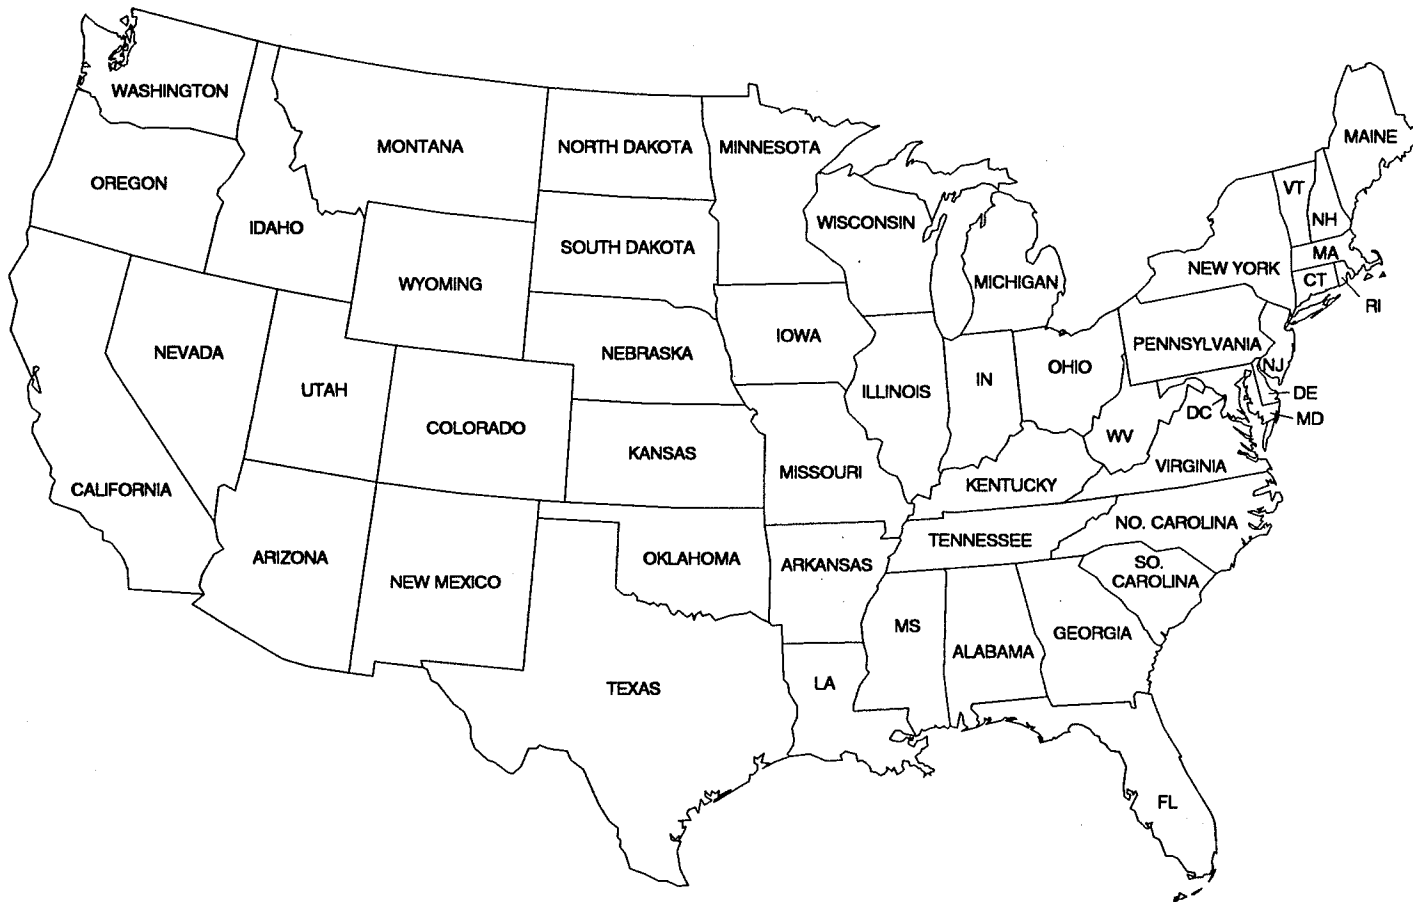 WASHINGTON
MONTANA
NORTH DAKOTA
MINNESOTA
MAINE
OREGON
VT
IDAHO
NH
WISCONSIN
SOUTH DAKOTA
MA
NEW YORK
WYOMING
MICHIGAN
CT
RI
IOWA
PENNSYLVANIA
NEVADA
NEBRASKA
OHIO
NJ
IN
UTAH
ILLINOIS
DE
DC
MD
COLORADO
WV
KANSAS
VIRGINIA
MISSOURI
KENTUCKY
CALIFORNIA
NO. CAROLINA
TENNESSEE
ARIZONA
OKLAHOMA
ARKANSAS
SO.
CAROLINA
NEW MEXICO
MS
GEORGIA
ALABAMA
LA
TEXAS
FL